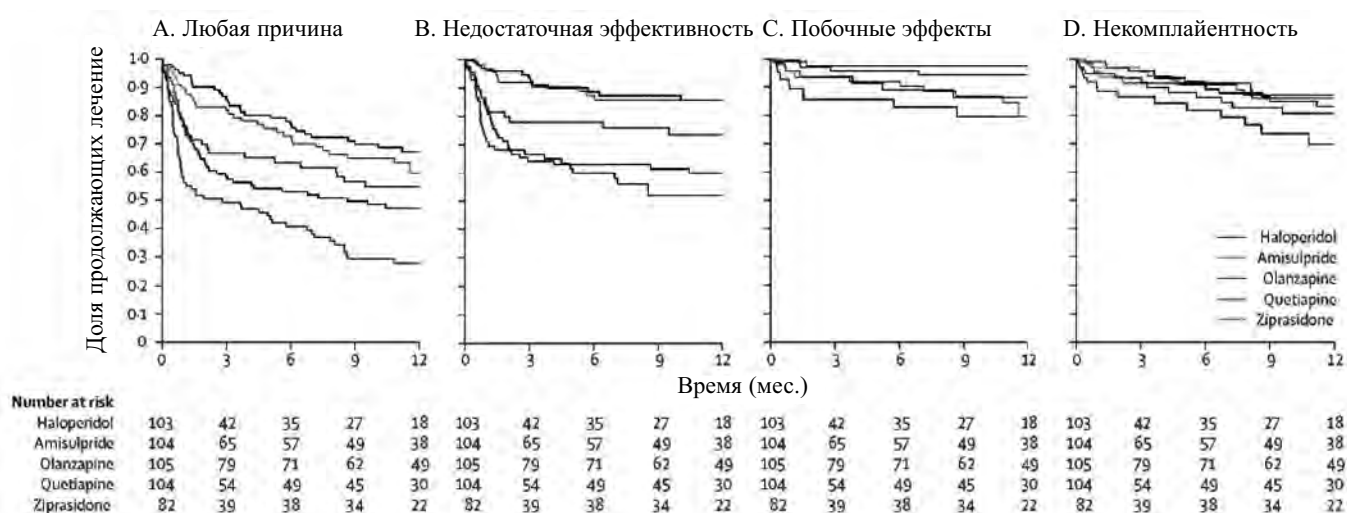 A. Любая причина B. Недостаточная эффективность C. Побочные эффекты D. Некомплайентность
Доля продолжающих лечение
1·0
0·9
0·8
0·7
0·6
0·5
0·4
0·3
0·2
0·1
0
0 3 6 9 12 0 3 6 9 12 0 3 6 9 12 0 3 6 9 12
Haloperidol
Amisulpride
Olanzapine
Quetiapine
Ziprasidone
Время (мес.)
Number at risk
Haloperidol 103 42 35 27 18 103 42 35 27 18 103 42 35 27 18 103 42 35 27 18
Amisulpride 104 65 57 49 38 104 65 57 49 38 104 65 57 49 38 104 65 57 49 38
Olanzapine 105 79 71 62 49 105 79 71 62 49 105 79 71 62 49 105 79 71 62 49
Quetiapine 104 54 49 45 30 104 54 49 45 30 104 54 49 45 30 104 54 49 45 30
Ziprasidone 82 39 38 34 22 82 39 38 34 22 82 39 38 34 22 82 39 38 34 22